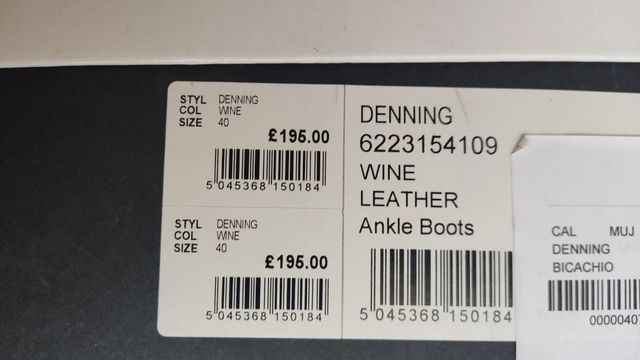 STYL DENNING
COL WINE
SIZE 40
£195.00
5 045368 150184
STYL DENNING
COL WINE
SIZE 40
£195.00
5 045368 150184
DENNING
6223154109
WINE
LEATHER
Ankle Boots
5 045368 150184
CAL MUJ
DENNING
BICACHIO
0000040